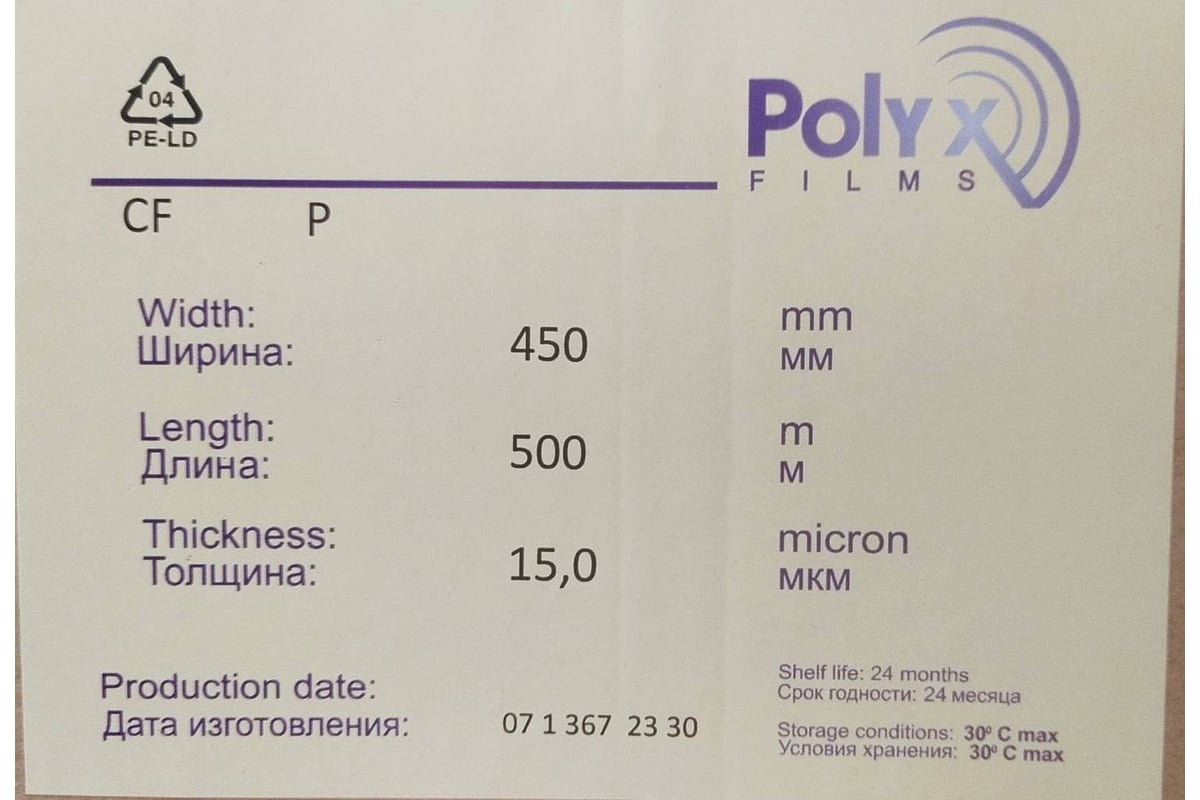 04
PE-LD
Polyx
FILMS
CF P
Width:
Ширина:
450
mm
мм
Length:
Длина:
500
m
м
Thickness:
Толщина:
15,0
micron
мкм
Production date:
Дата изготовления:
07 1 367 23 30
Shelf life: 24 months
Срок годности: 24 месяца
Storage conditions: 30⁰ C max
Условия хранения: 30⁰ C max